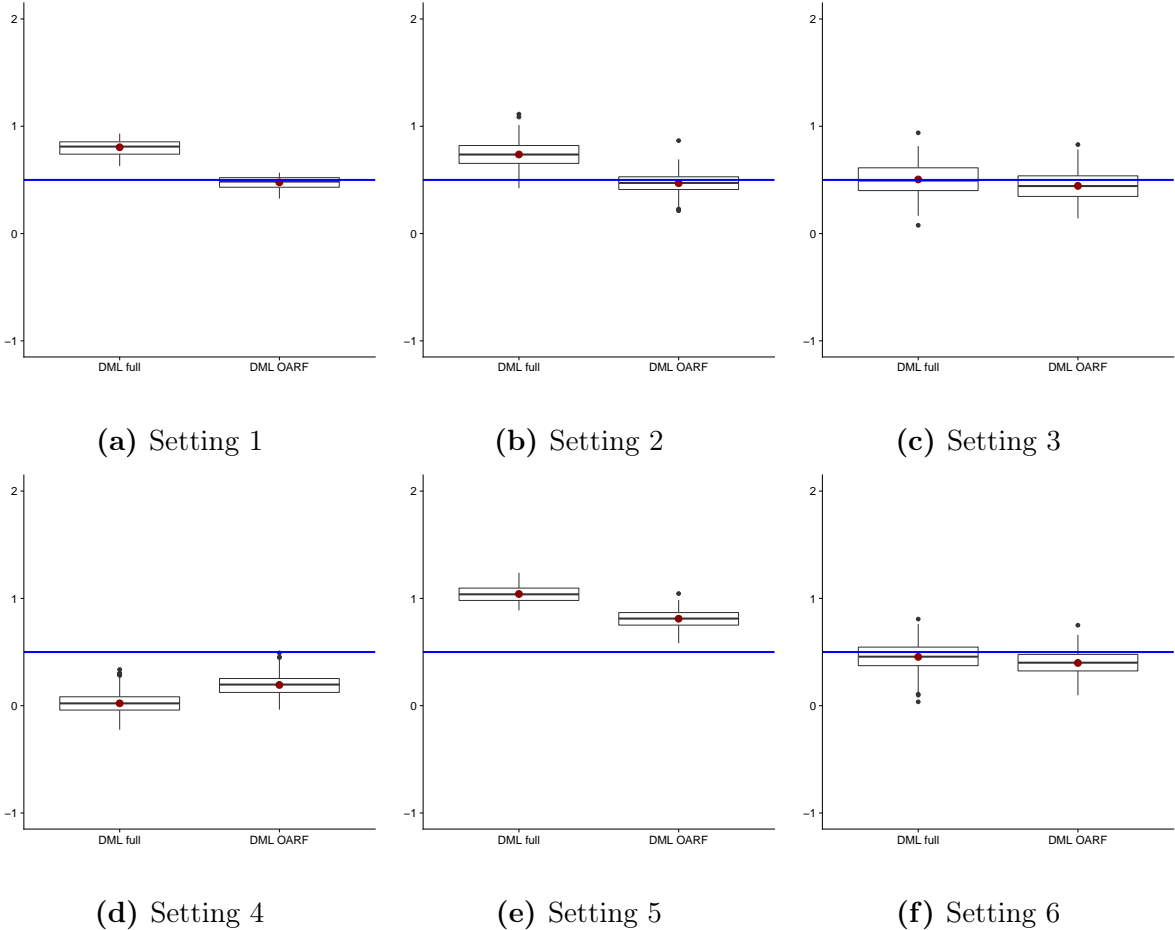 2 2 2
1 1 1
0 0 0
−1 −1 −1
DML full DML OARF DML full DML OARF DML full DML OARF
(a) Setting 1 (b) Setting 2 (c) Setting 3
2 2 2
1 1 1
0 0 0
−1 −1 −1
DML full DML OARF DML full DML OARF DML full DML OARF
(d) Setting 4 (e) Setting 5 (f) Setting 6